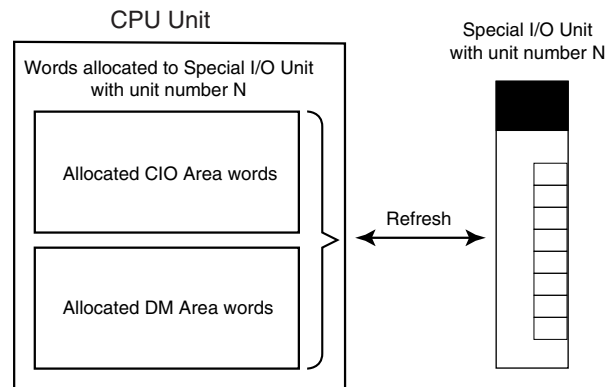 CPU Unit
Words allocated to Special I/O Unit
with unit number N
Allocated CIO Area words
Allocated DM Area words
Refresh
Special I/O Unit
with unit number N